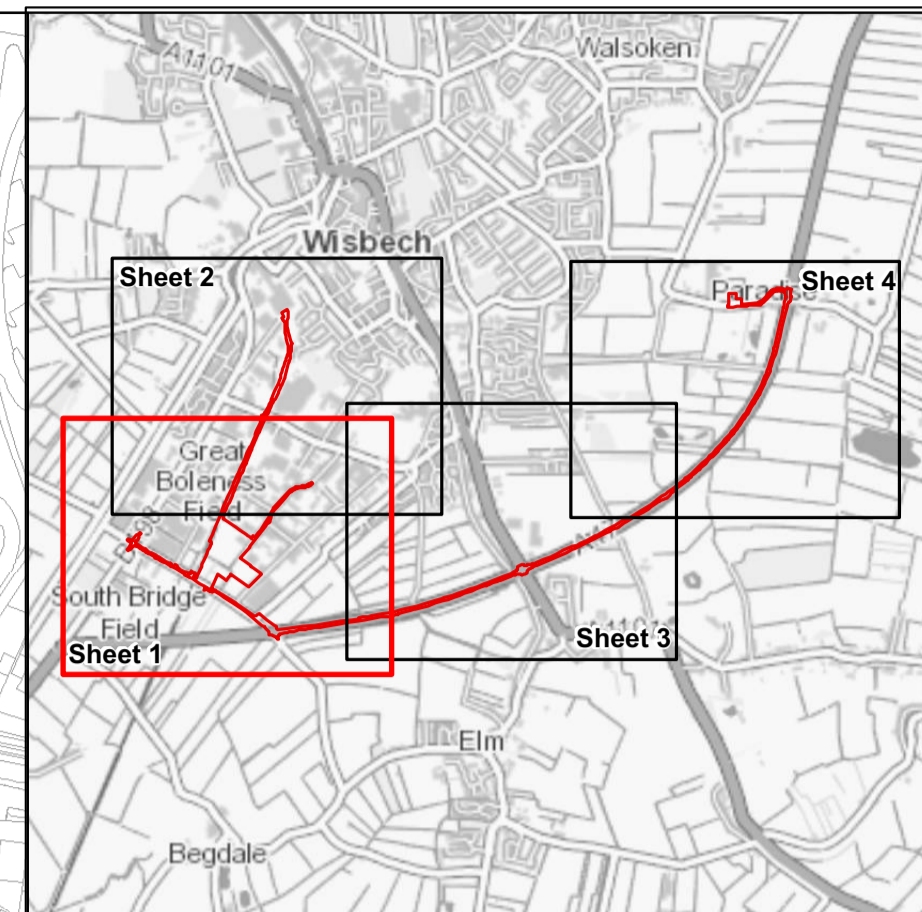 Walsoken
A1101
Wisbech
Sheet 2
Sheet 4
Paradise
Great
Boleness
Field
South Bridge
Field
Sheet 1
Sheet 3
Elm
Begdale